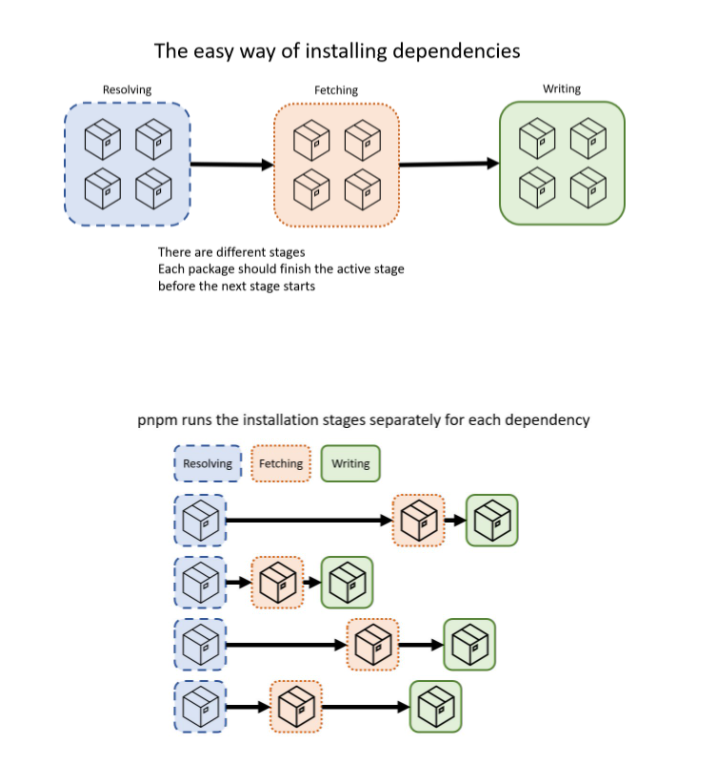 The easy way of installing dependencies
Resolving
Fetching
Writing
There are different stages
Each package should finish the active stage
before the next stage starts
pnpm runs the installation stages separately for each dependency
Resolving
Fetching
Writing